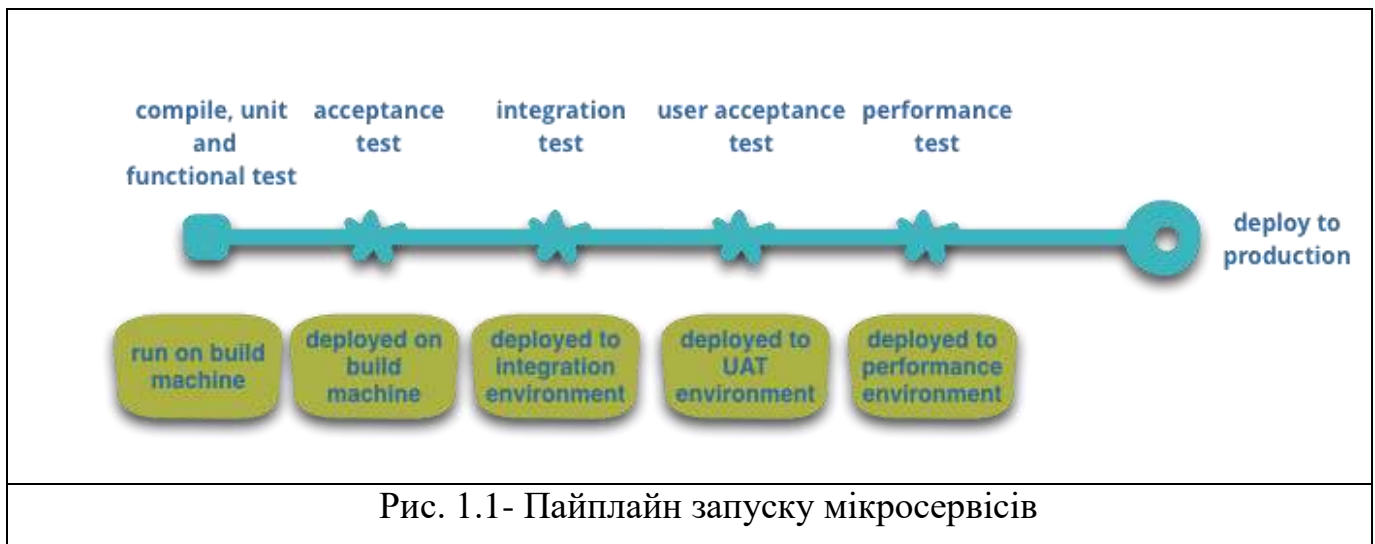 compile, unit
and
functional test
acceptance
test
integration
test
user acceptance
test
performance
test
deploy to
production
run on build
machine
deployed on
build
machine
deployed to
integration
environment
deployed to
UAT
environment
deployed to
performance
environment
Рис. 1.1- Пайплайн запуску мікросервісів